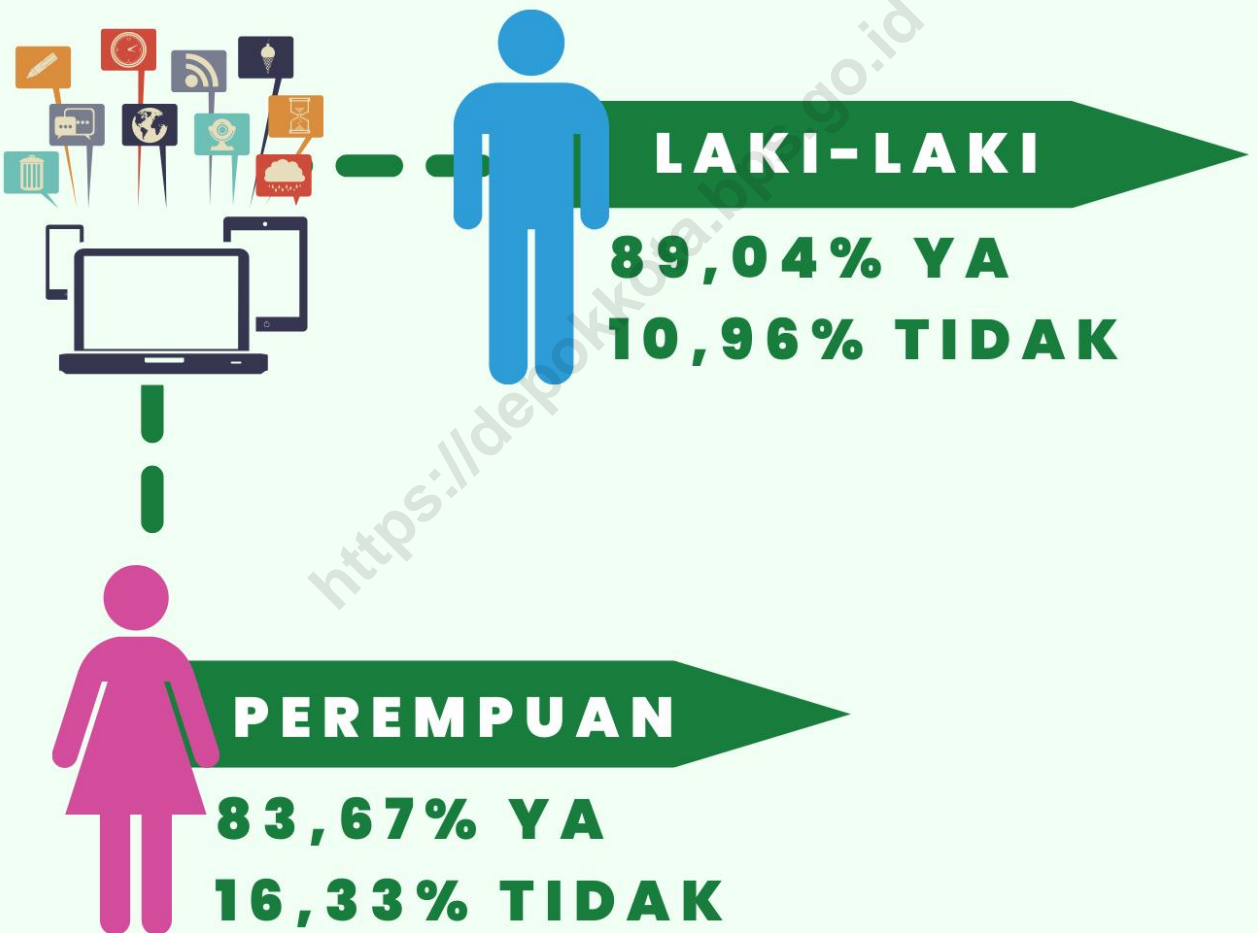 LAKI-LAKI
89,04% YA
10,96% TIDAK
https://depokkota.bps.go.id
PEREMPUAN
83,67% YA
16,33% TIDAK